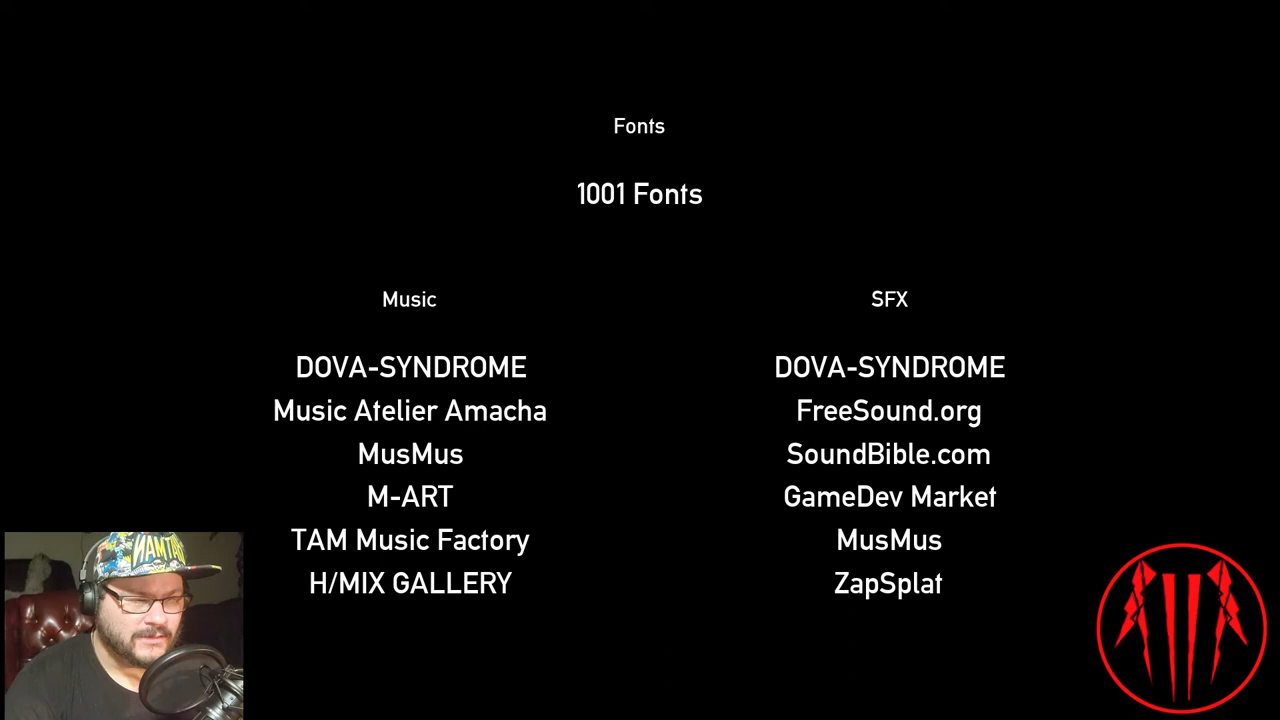 Fonts
1001 Fonts
Music
DOVA-SYNDROME
Music Atelier Amacha
MusMus
M-ART
TAM Music Factory
H/MIX GALLERY
SFX
DOVA-SYNDROME
FreeSound.org
SoundBible.com
GameDev Market
MusMus
ZapSplat
NAMTAB